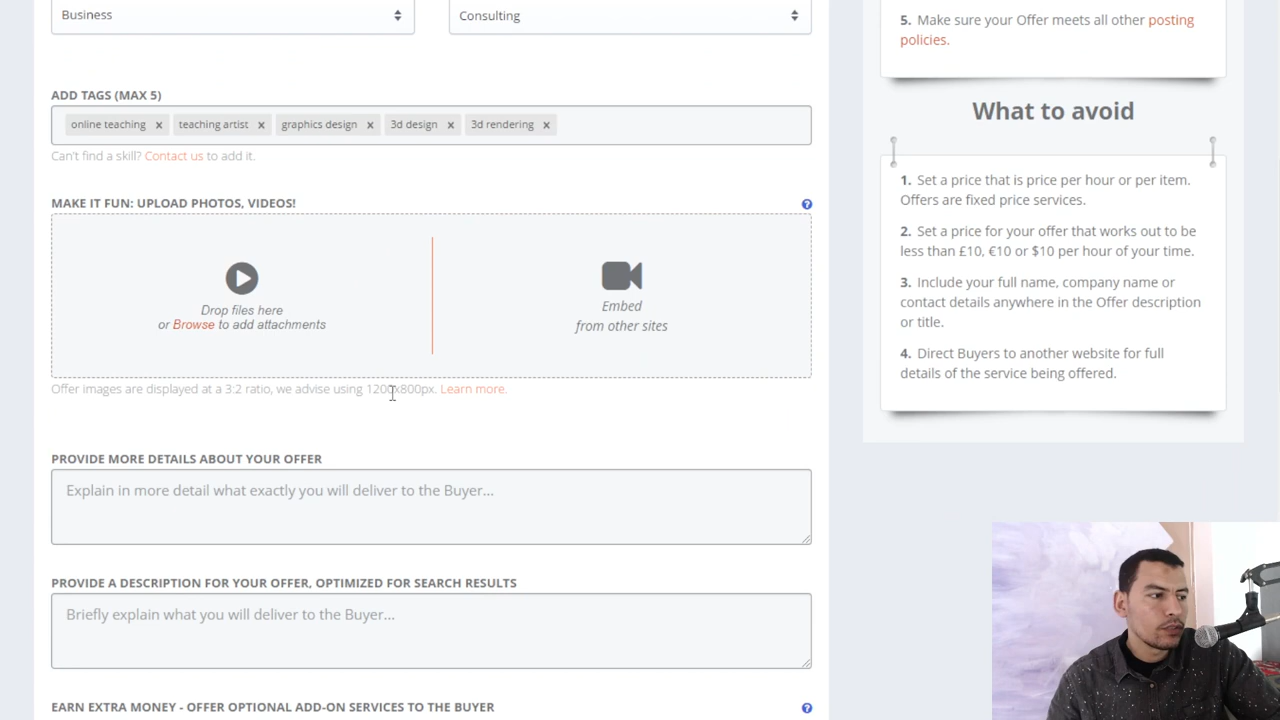 Business
Consulting
ADD TAGS (MAX 5)
online teaching × teaching artist × graphics design × 3d design × 3d rendering ×
Can't find a skill? Contact us to add it.
MAKE IT FUN: UPLOAD PHOTOS, VIDEOS!
?
Drop files here
or Browse to add attachments
Embed
from other sites
Offer images are displayed at a 3:2 ratio, we advise using 1200x800px. Learn more.
PROVIDE MORE DETAILS ABOUT YOUR OFFER
Explain in more detail what exactly you will deliver to the Buyer...
PROVIDE A DESCRIPTION FOR YOUR OFFER, OPTIMIZED FOR SEARCH RESULTS
Briefly explain what you will deliver to the Buyer...
EARN EXTRA MONEY - OFFER OPTIONAL ADD-ON SERVICES TO THE BUYER
?
5. Make sure your Offer meets all other posting
policies.
What to avoid
1. Set a price that is price per hour or per item.
Offers are fixed price services.
2. Set a price for your offer that works out to be
less than £10, €10 or $10 per hour of your time.
3. Include your full name, company name or
contact details anywhere in the Offer description
or title.
4. Direct Buyers to another website for full
details of the service being offered.